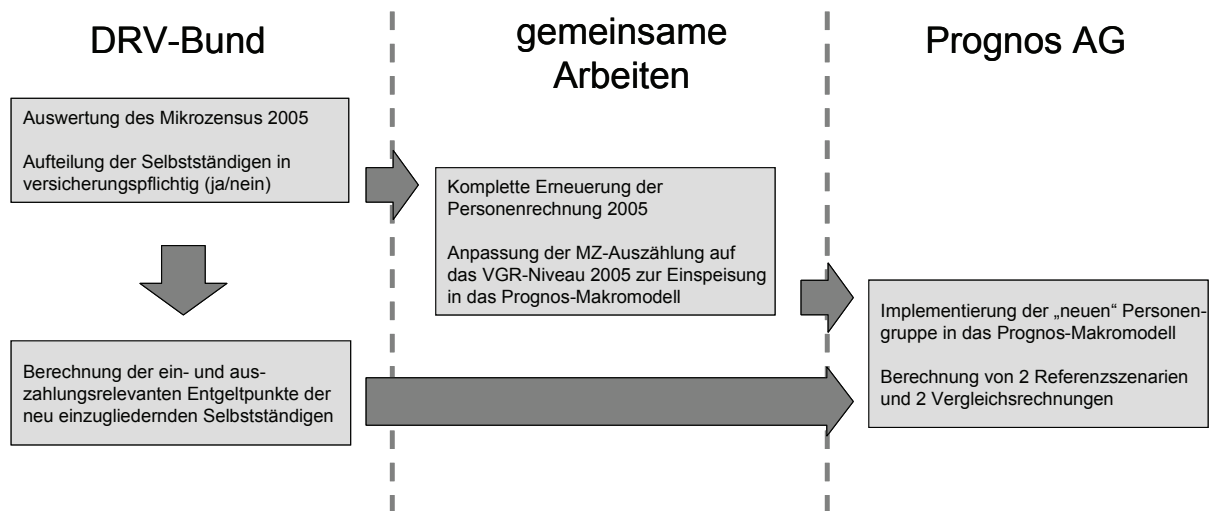 DRV-Bund
Auswertung des Mikrozensus 2005
Aufteilung der Selbstständigen in
versicherungspflichtig (ja/nein)
Berechnung der ein- und aus-
zahlungsrelevanten Entgeltpunkte der
neu einzugliedernden Selbstständigen
gemeinsame
Arbeiten
Komplette Erneuerung der
Personenrechnung 2005
Anpassung der MZ-Auszählung auf
das VGR-Niveau 2005 zur Einspeisung
in das Prognos-Makromodell
Prognos AG
Implementierung der „neuen“ Personen-
gruppe in das Prognos-Makromodell
Berechnung von 2 Referenzszenarien
und 2 Vergleichsrechnungen